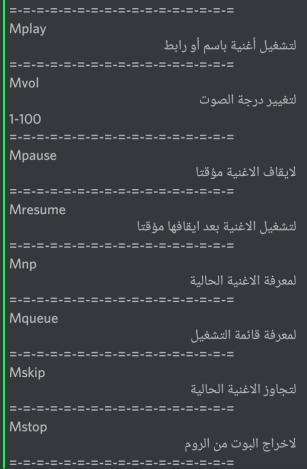 =-=-=-=-=-=-=-=-=-=-=-=-=-=-=-=-=
Mplay
لتشغيل أغنية باسم أو رابط
=-=-=-=-=-=-=-=-=-=-=-=-=-=-=-=-=
Mvol
لتغيير درجة الصوت
1-100
=-=-=-=-=-=-=-=-=-=-=-=-=-=-=-=-=
Mpause
لايقاف الاغنية مؤقتا
=-=-=-=-=-=-=-=-=-=-=-=-=-=-=-=-=
Mresume
لتشغيل الاغنية بعد ايقافها مؤقتا
=-=-=-=-=-=-=-=-=-=-=-=-=-=-=-=-=
Mnp
لمعرفة الاغنية الحالية
=-=-=-=-=-=-=-=-=-=-=-=-=-=-=-=-=
Mqueue
لمعرفة قائمة التشغيل
=-=-=-=-=-=-=-=-=-=-=-=-=-=-=-=-=
Mskip
لتجاوز الاغنية الحالية
=-=-=-=-=-=-=-=-=-=-=-=-=-=-=-=-=
Mstop
لاخراج البوت من الروم